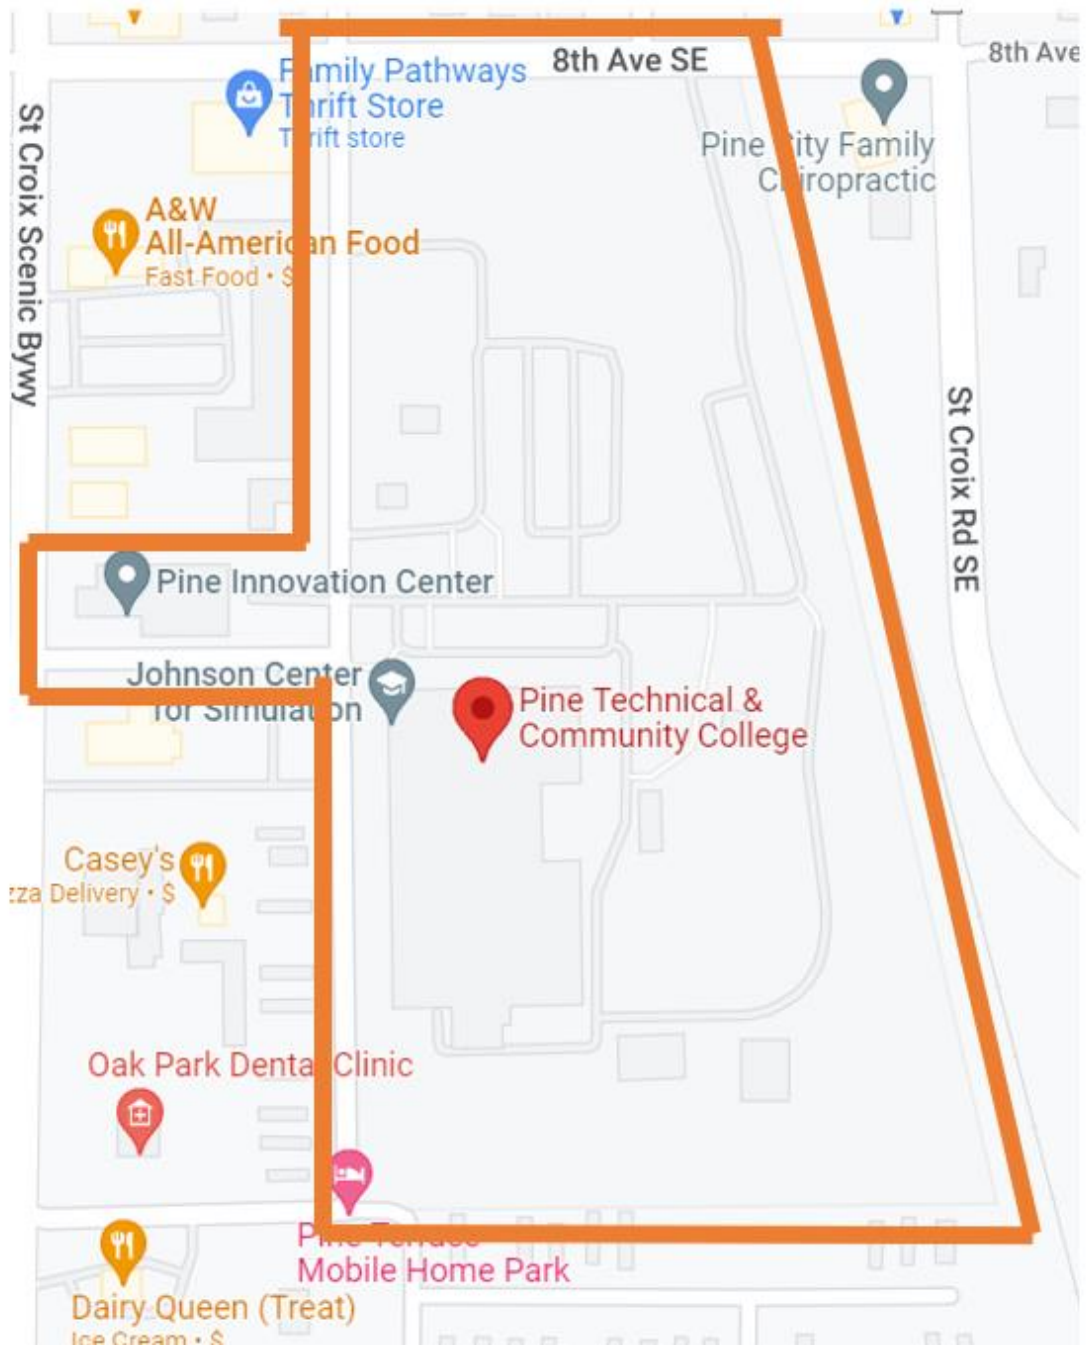 8th Ave SE
8th Ave
Family Pathways
Thrift Store
Thrift store
St Croix Scenic Bywy
Pine City Family
Chiropractic
A&W
All-American Food
Fast Food • $
St Croix Rd SE
Pine Innovation Center
Johnson Center
for Simulation
Pine Technical &
Community College
Casey's
zza Delivery • $
Oak Park Dental Clinic
Pine Terrace
Mobile Home Park
Dairy Queen (Treat)
Ice Cream • $